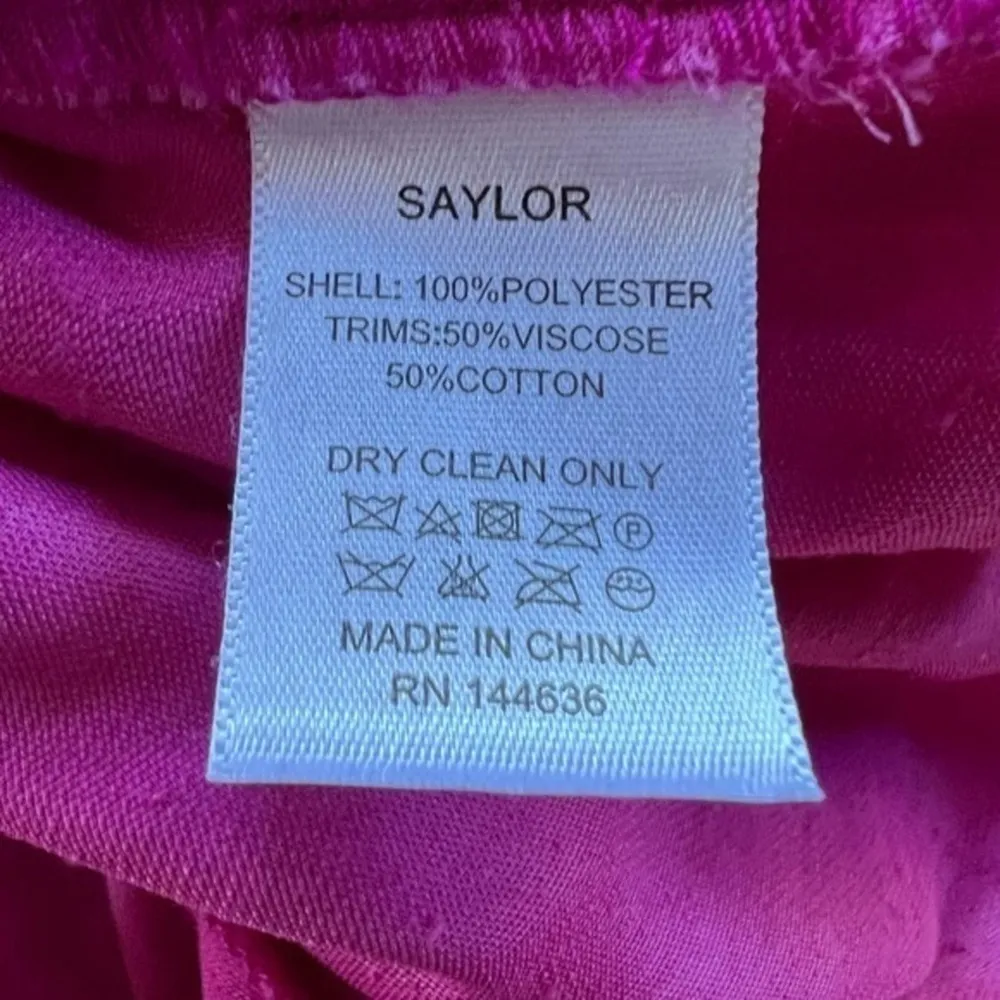 SAYLOR
SHELL: 100%POLYESTER
TRIMS:50%VISCOSE
50%COTTON
DRY CLEAN ONLY
P
MADE IN CHINA
RN 144636